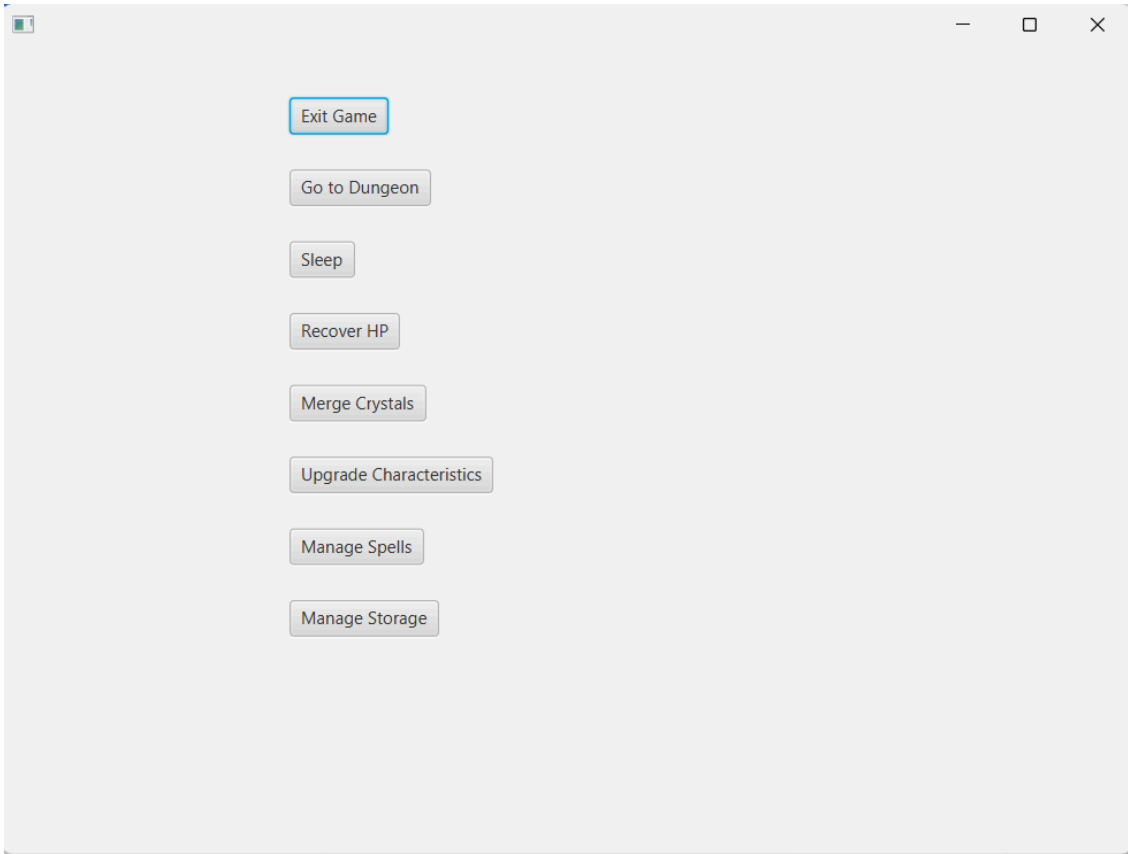 Exit Game
Go to Dungeon
Sleep
Recover HP
Merge Crystals
Upgrade Characteristics
Manage Spells
Manage Storage